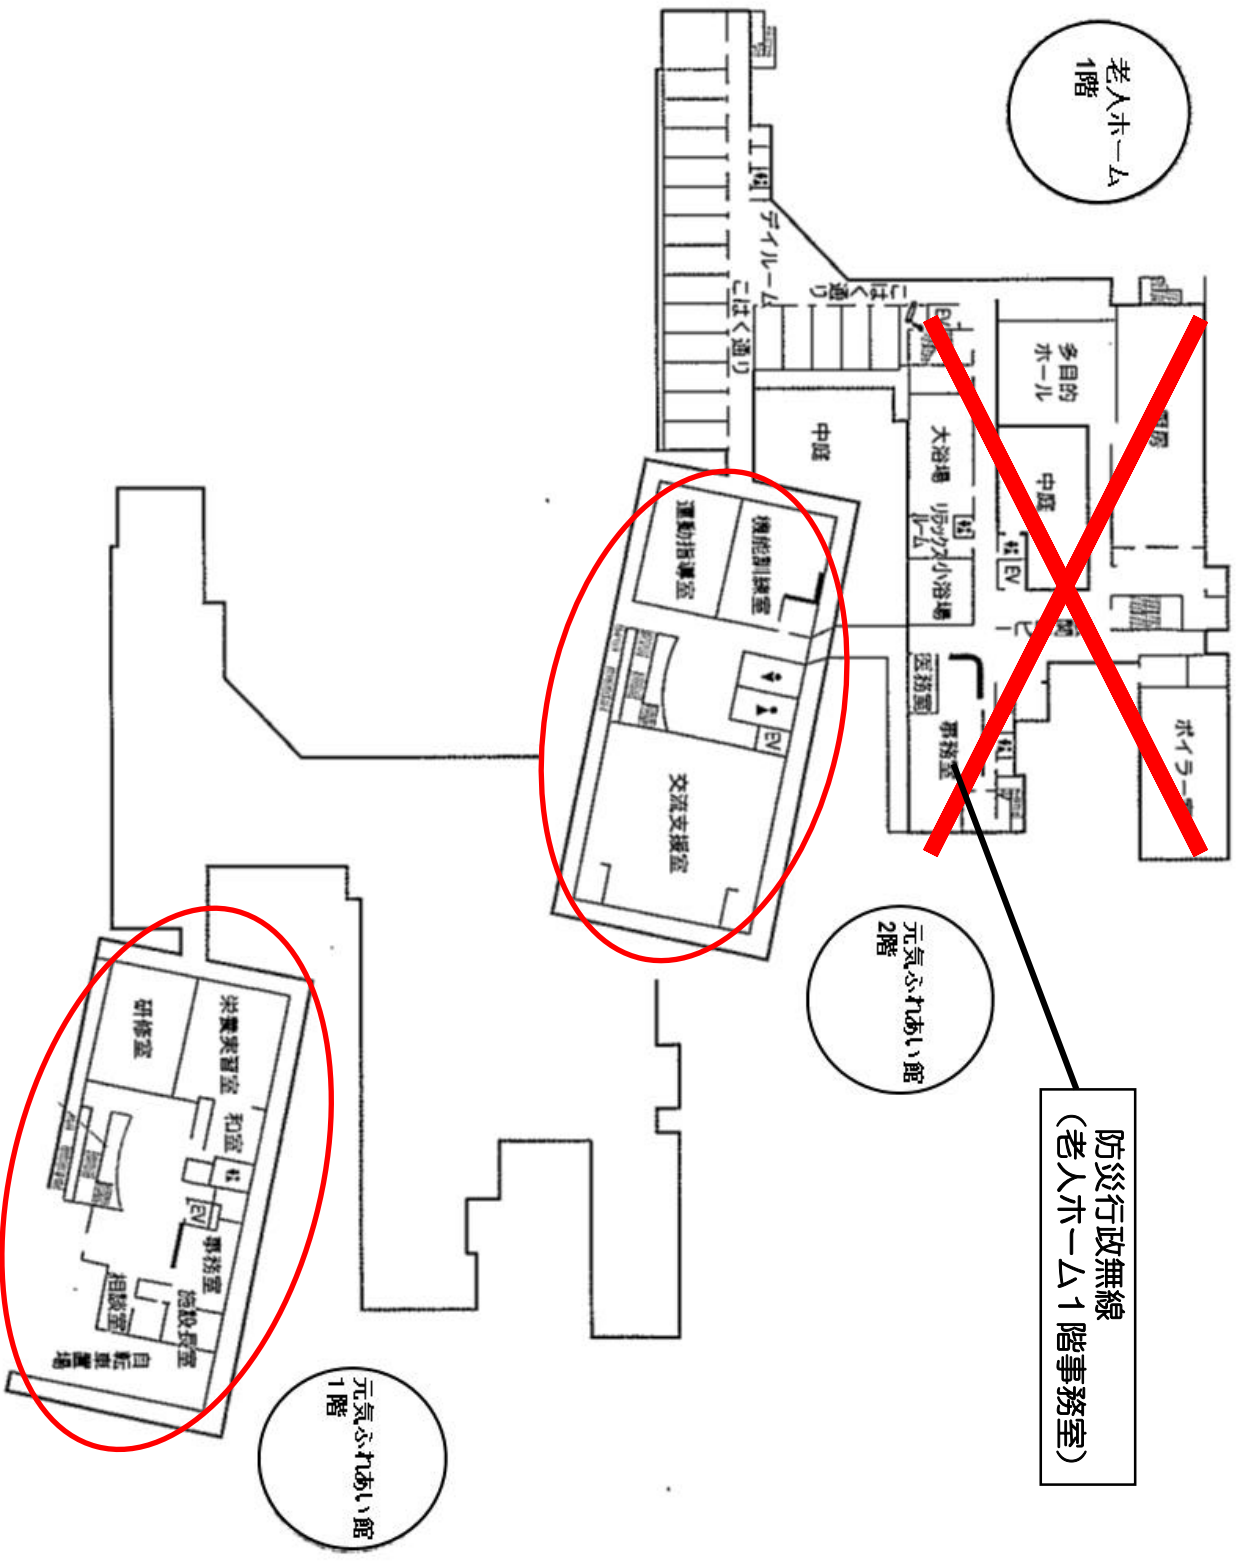 老人ホーム
1階
デイルーム
こはく通り
こはく通り
EV
多目的
ホール
厨房
中庭
中庭
大浴場
リラックス
ルーム
小浴場
EV
医務室
事務室
ボイラー室
機能訓練室
運動指導室
EV
交流支援室
元気ふれあい館
2階
防災行政無線
（老人ホーム１階事務室）
栄養実習室
研修室
和室
EV
事務室
施設長室
相談室
自転車置場
元気ふれあい館
1階